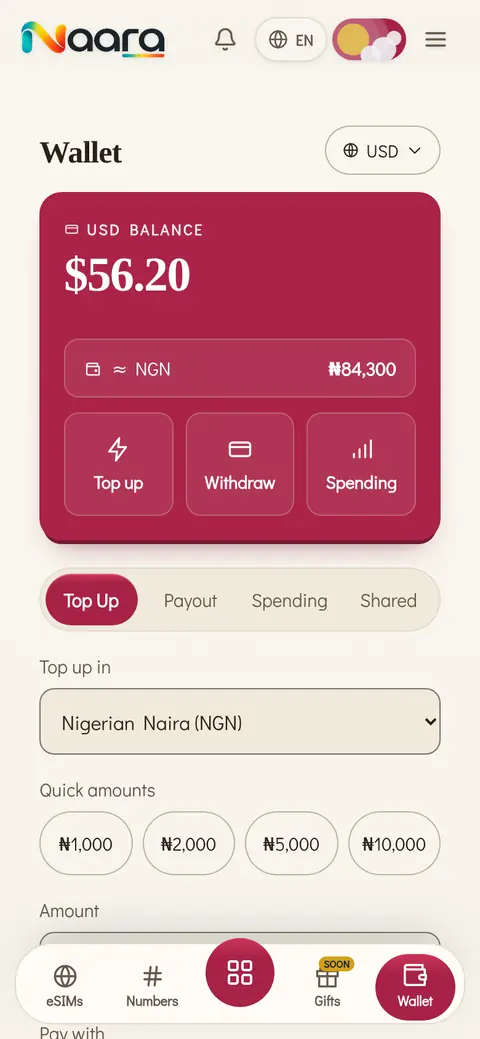 Naara
EN
Wallet
USD
USD BALANCE
$56.20
≈ NGN
₦84,300
Top up
Withdraw
Spending
Top Up
Payout
Spending
Shared
Top up in
Nigerian Naira (NGN)
Quick amounts
₦1,000
₦2,000
₦5,000
₦10,000
Amount
eSIMs
Numbers
SOON
Gifts
Wallet
Pay with